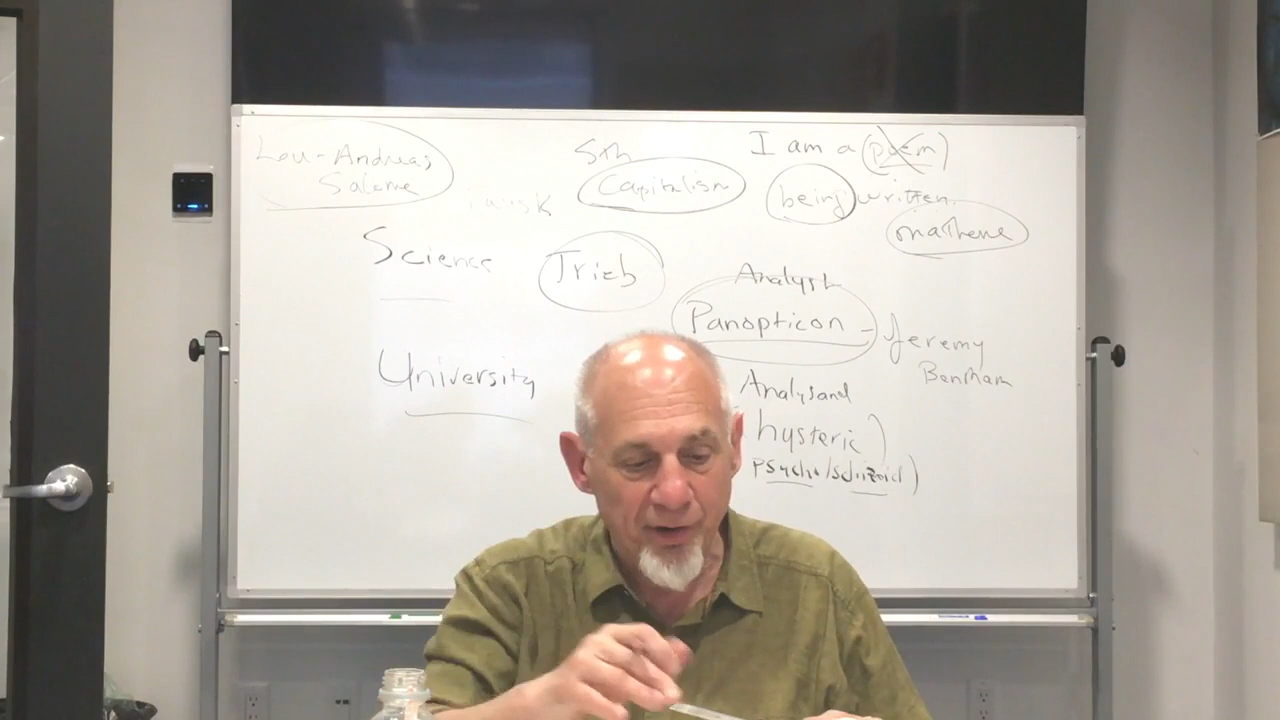 Lou-Andreas
Salome
5th
Capitalism
I am a (poem)
being written.
matheme
Science
Trieb
Analyst
Panopticon - Jeremy
Bentham
University
Analysand
hysteric)
psycho/schizoid)